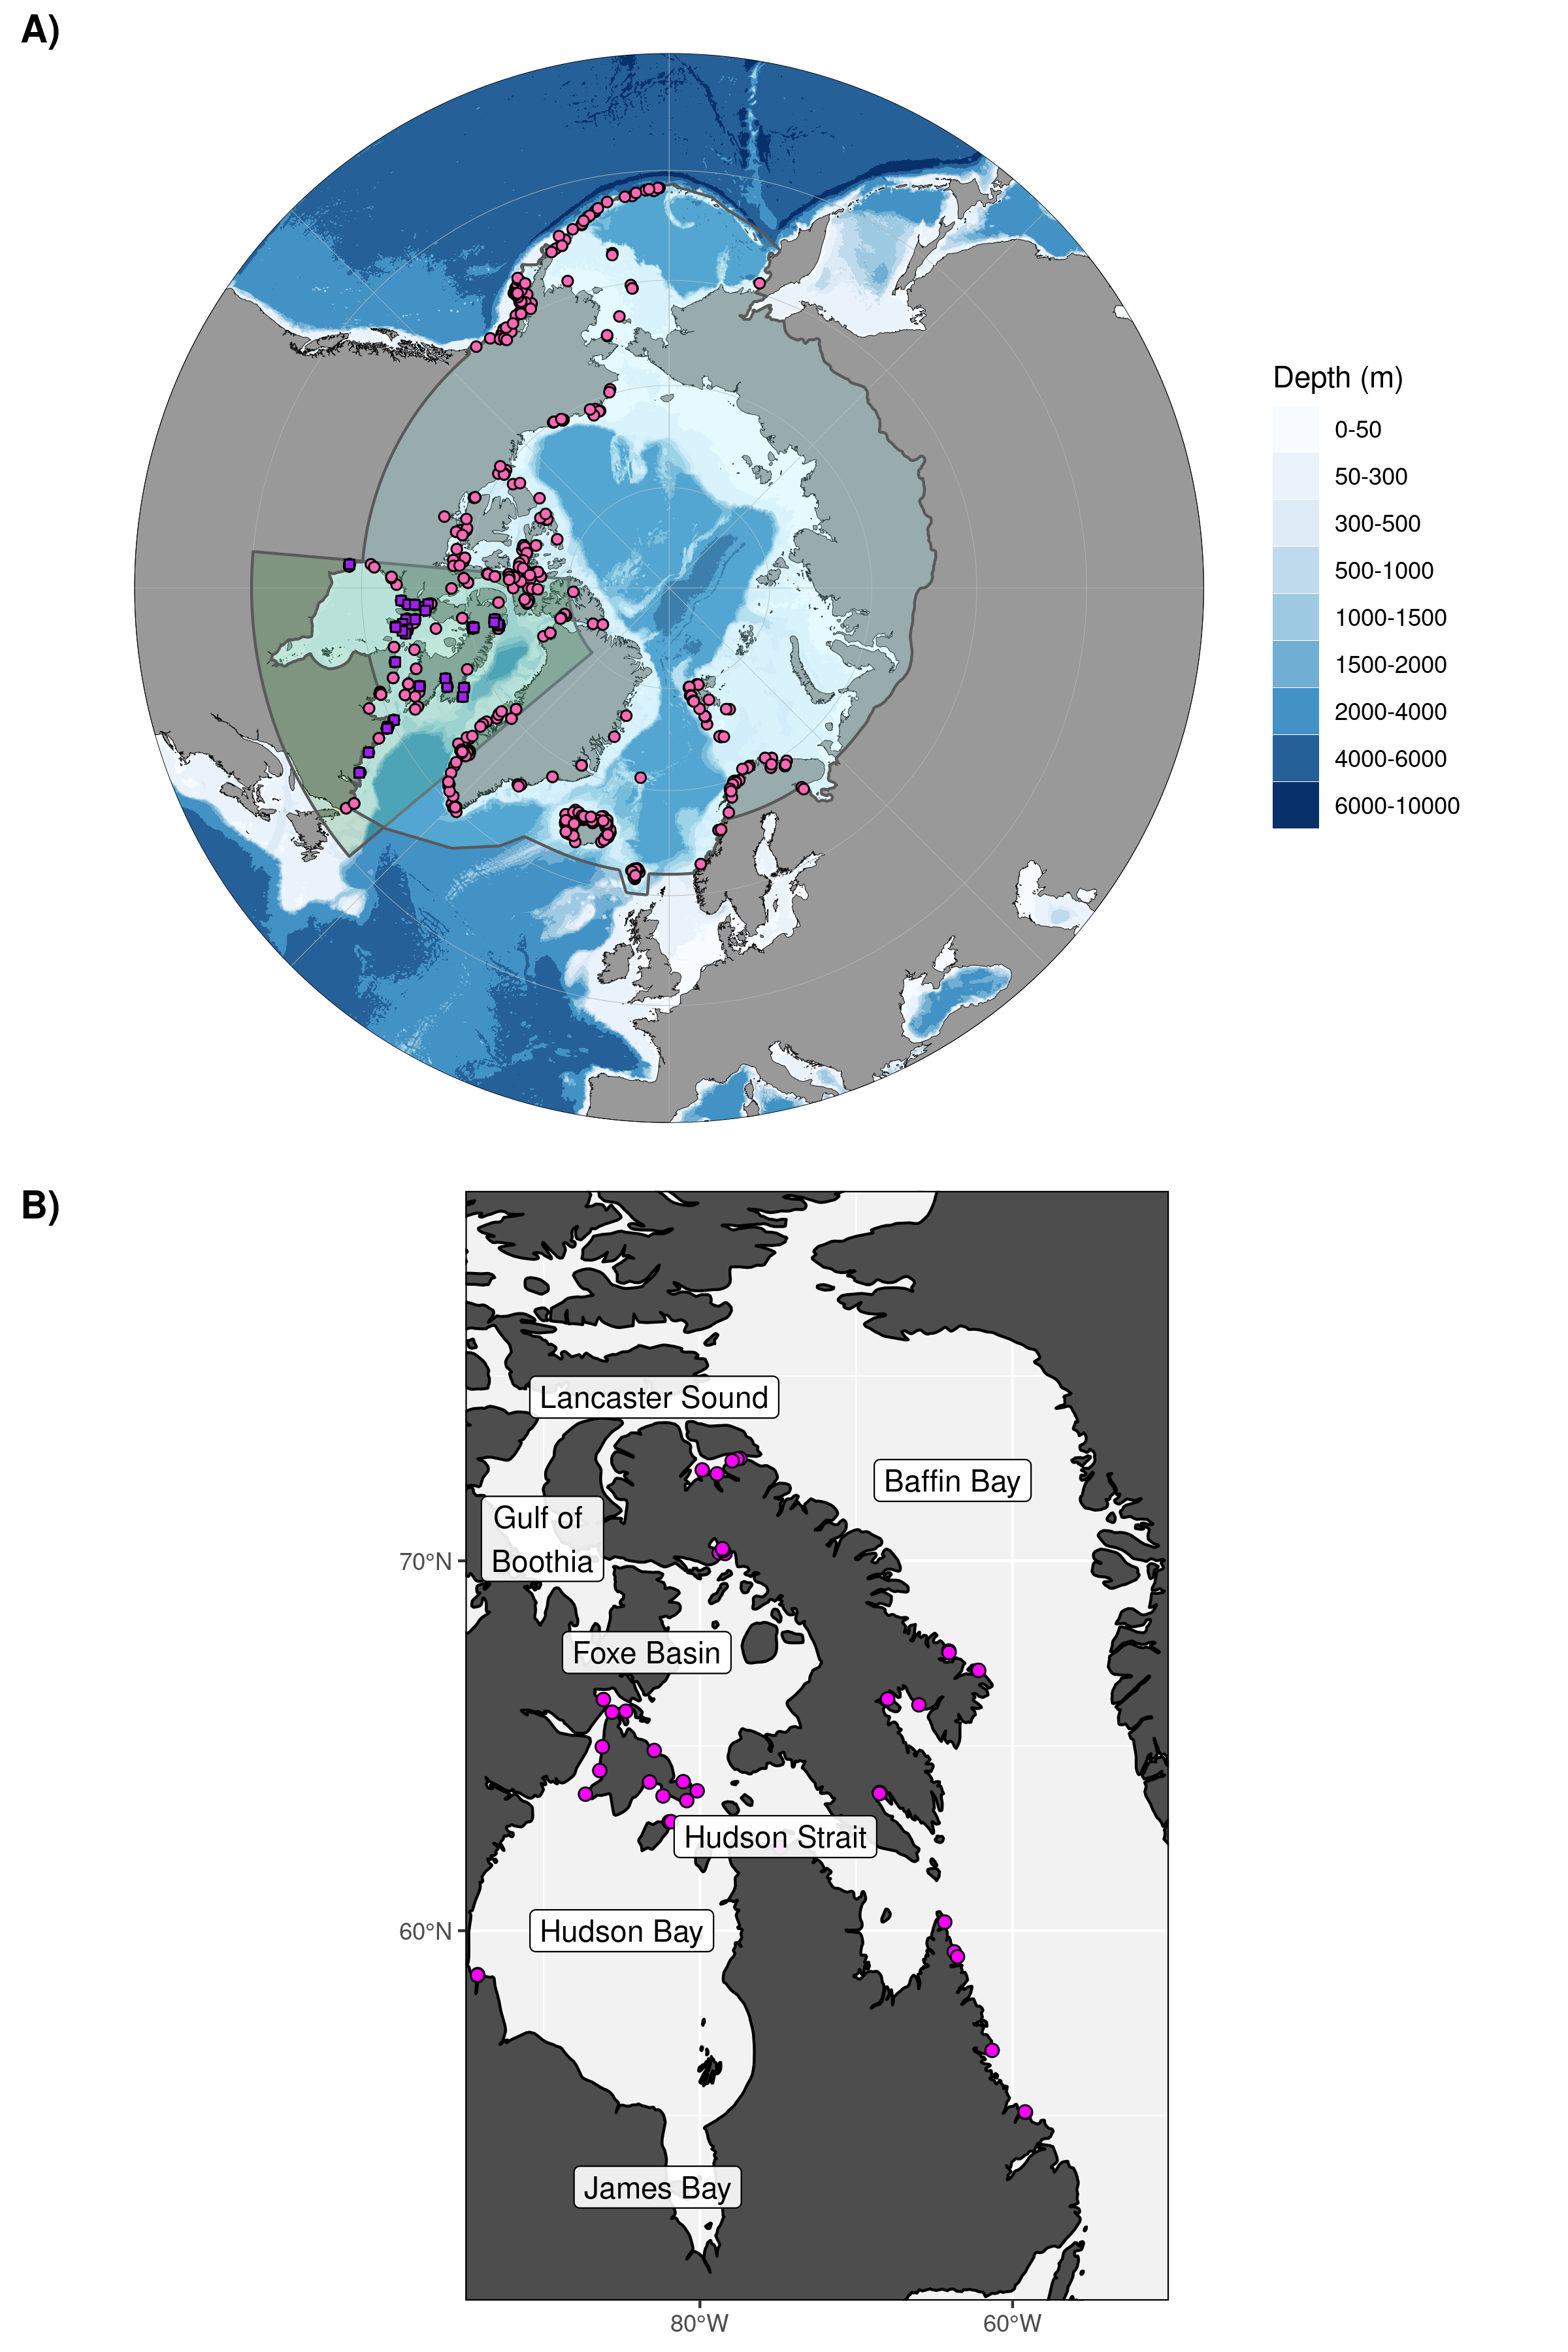 A)
Depth (m)
0-50
50-300
300-500
500-1000
1000-1500
1500-2000
2000-4000
4000-6000
6000-10000
B)
Lancaster Sound
Baffin Bay
Gulf of
Boothia
70°N
Foxe Basin
Hudson Strait
Hudson Bay
60°N
James Bay
80°W
60°W